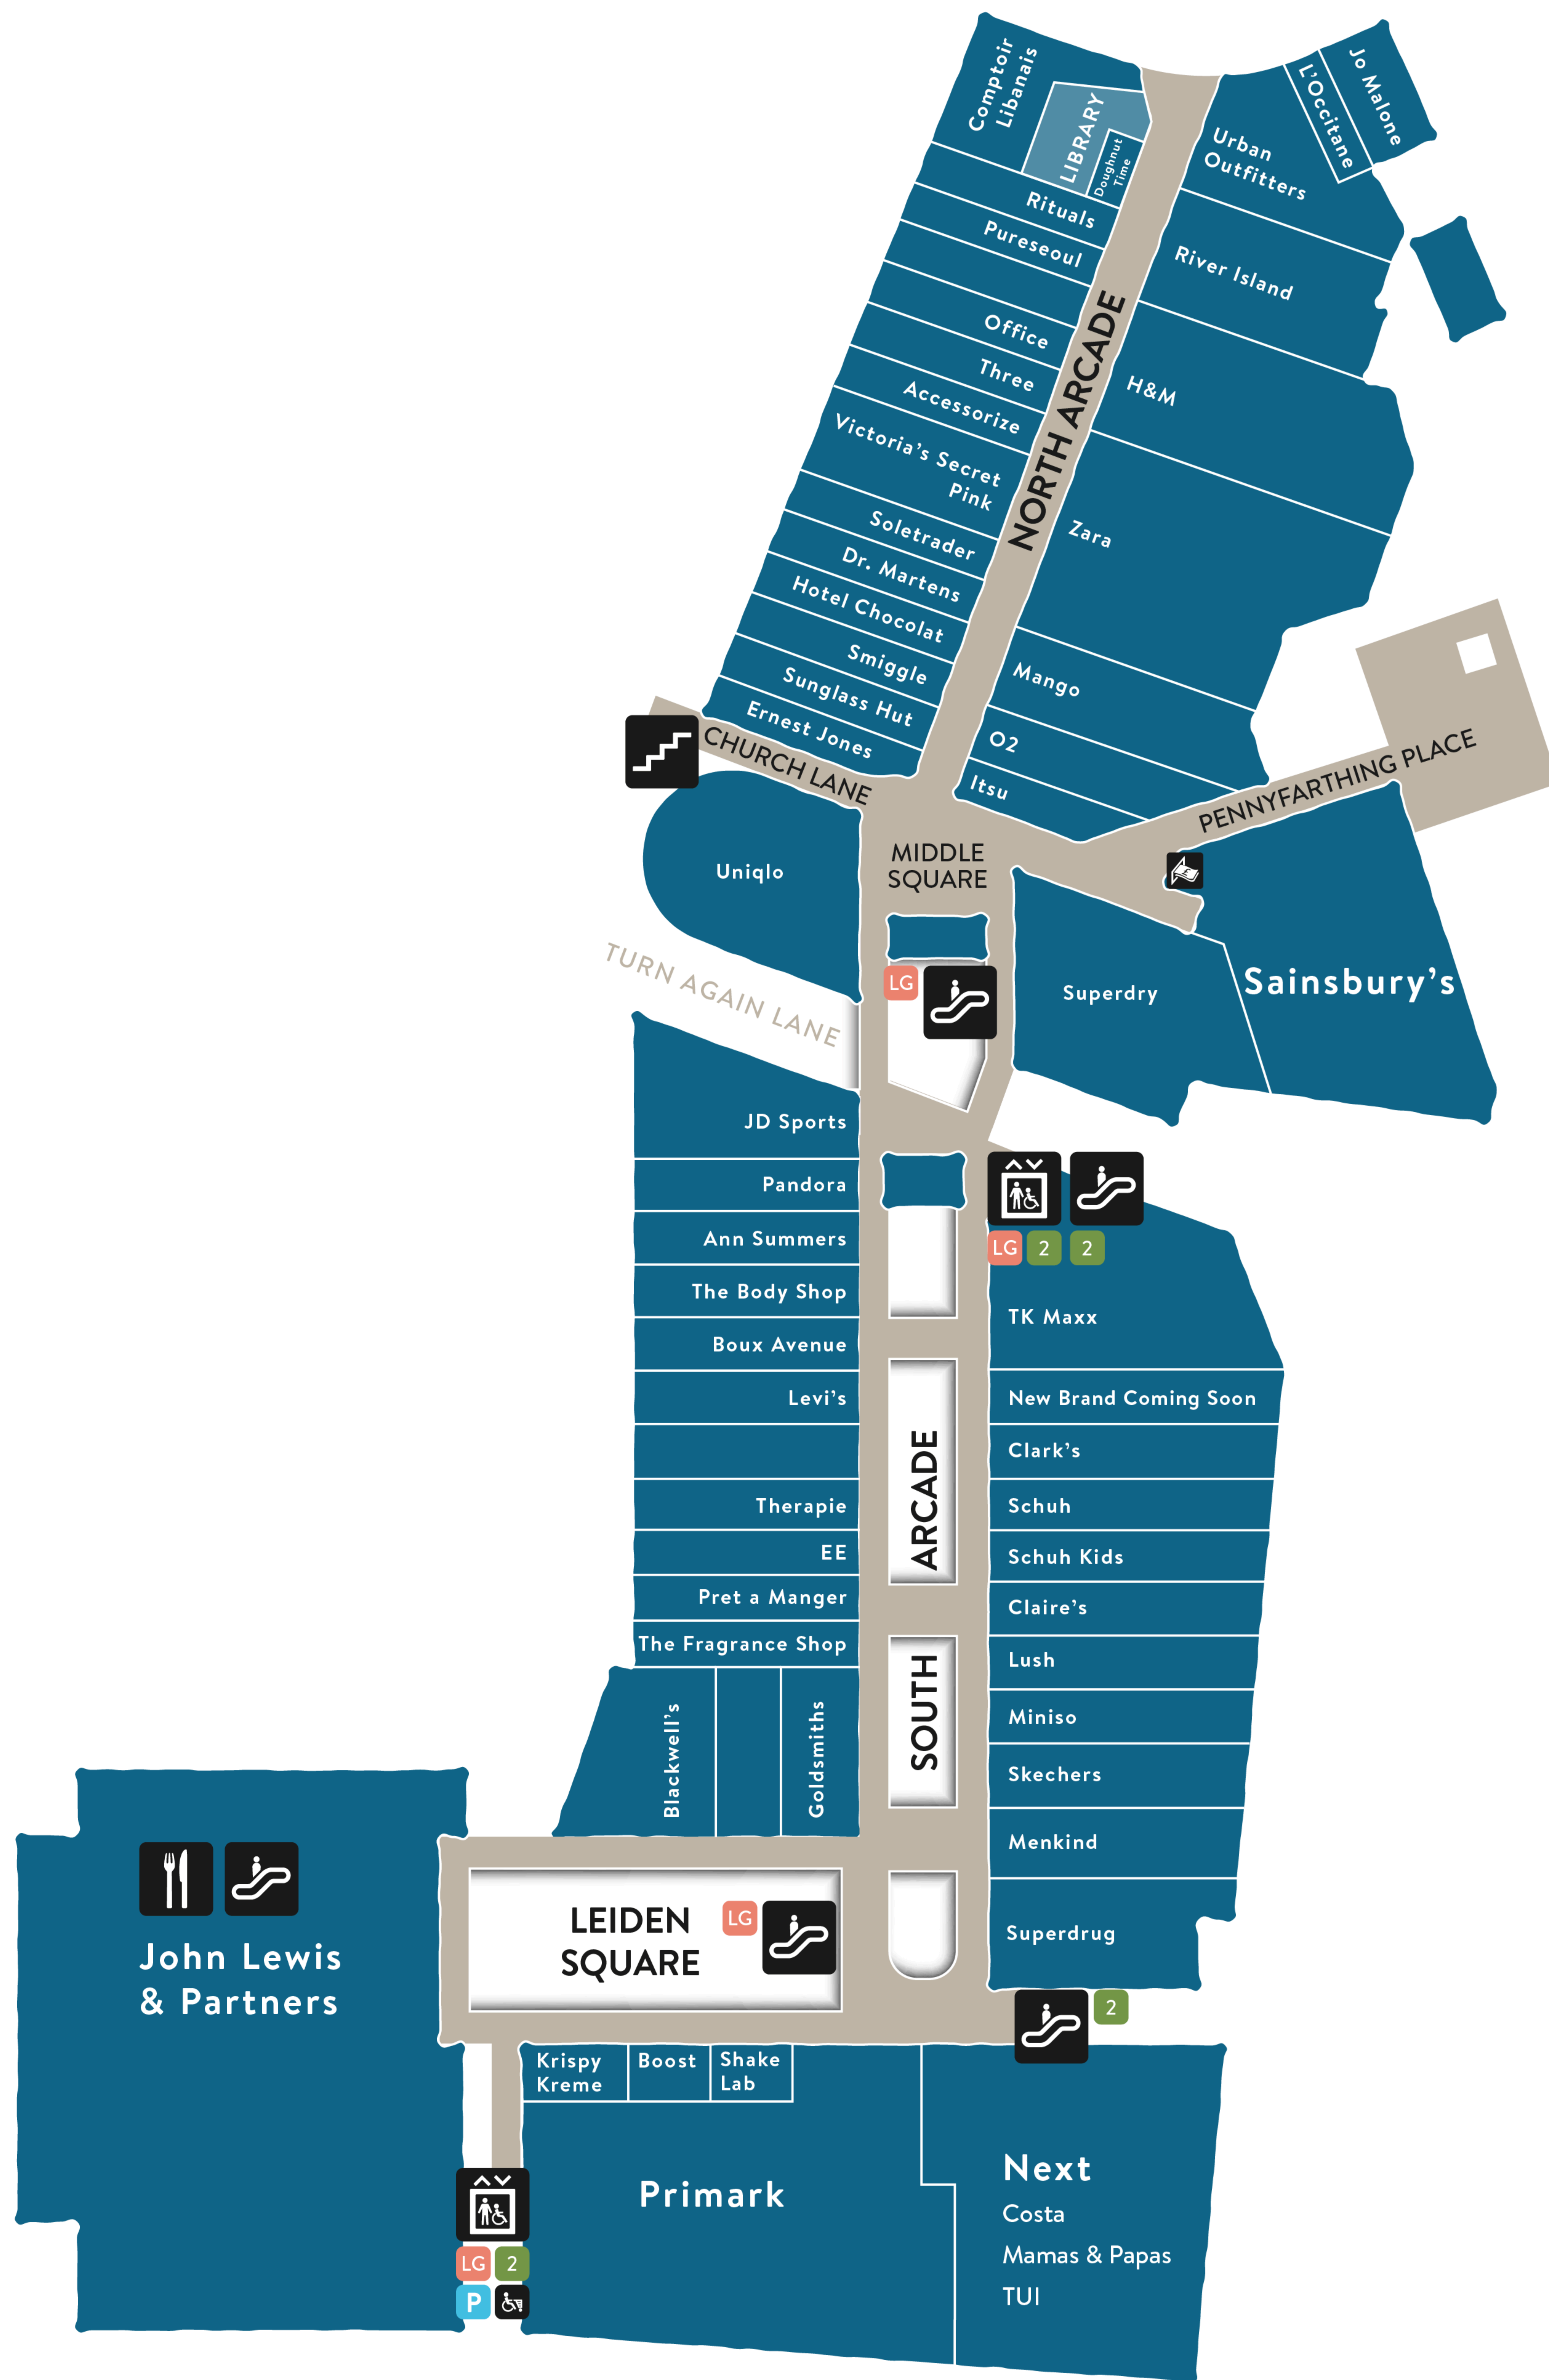 Comptoir
Libanais
LIBRARY
Doughnut
Time
Jo Malone
L'Occitane
Urban
Outfitters
Rituals
Pureseoul
River Island
Office
Three
Accessorize
H&M
NORTH ARCADE
Victoria's Secret
Pink
Soletrader
Dr. Martens
Hotel Chocolat
Smiggle
Sunglass Hut
Ernest Jones
Zara
Mango
O2
Itsu
CHURCH LANE
PENNYFARTHING PLACE
MIDDLE
SQUARE
Uniqlo
TURN AGAIN LANE
LG
Superdry
Sainsbury's
JD Sports
Pandora
Ann Summers
The Body Shop
Boux Avenue
Levi's
Therapie
EE
Pret a Manger
The Fragrance Shop
Blackwell's
Goldsmiths
LG 2 2
TK Maxx
New Brand Coming Soon
Clark's
Schuh
Schuh Kids
Claire's
Lush
Miniso
Skechers
Menkind
Superdrug
SOUTH ARCADE
LEIDEN
SQUARE
LG
2
John Lewis
& Partners
Krispy
Kreme
Boost
Shake
Lab
Primark
Next
Costa
Mamas & Papas
TUI
LG 2
P